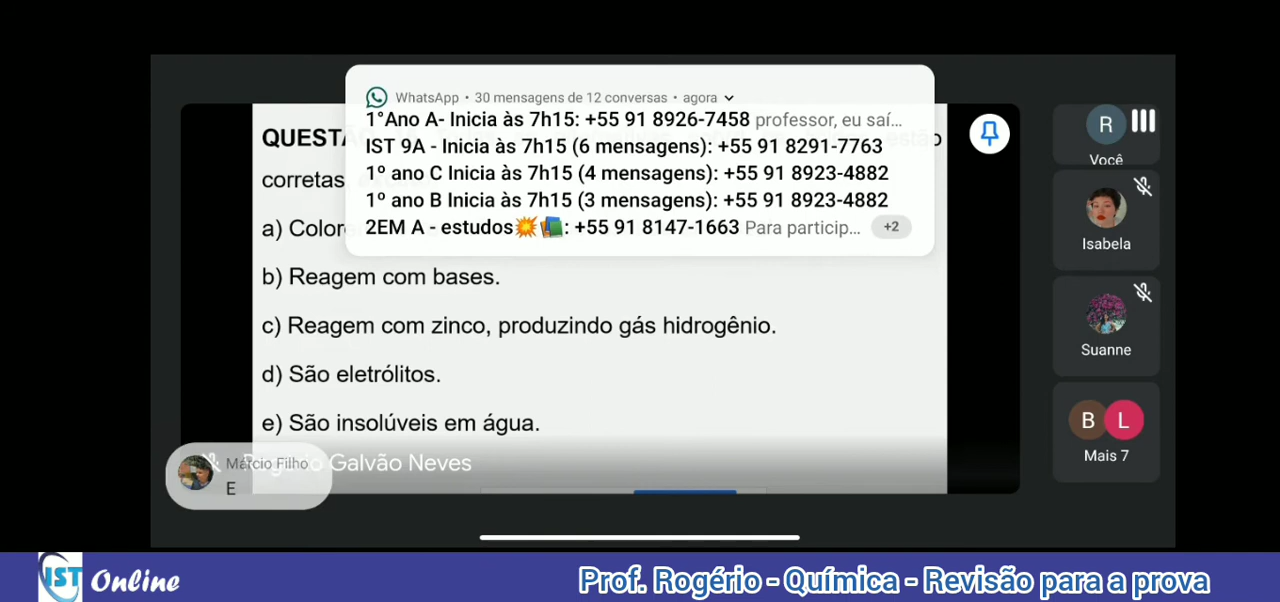 WhatsApp • 30 mensagens de 12 conversas • agora
1°Ano A- Inicia às 7h15: +55 91 8926-7458 professor, eu saí...
IST 9A - Inicia às 7h15 (6 mensagens): +55 91 8291-7763
1º ano C Inicia às 7h15 (4 mensagens): +55 91 8923-4882
1º ano B Inicia às 7h15 (3 mensagens): +55 91 8923-4882
2EM A - estudos💥📚: +55 91 8147-1663 Para particip... +2
corretas
b) Reagem com bases.
c) Reagem com zinco, produzindo gás hidrogênio.
d) São eletrólitos.
e) São insolúveis em água.
Galvão Neves
Márcio Filho
E
R
Você
Isabela
Suanne
B L
Mais 7
IST Online
Prof. Rogério - Química - Revisão para a prova